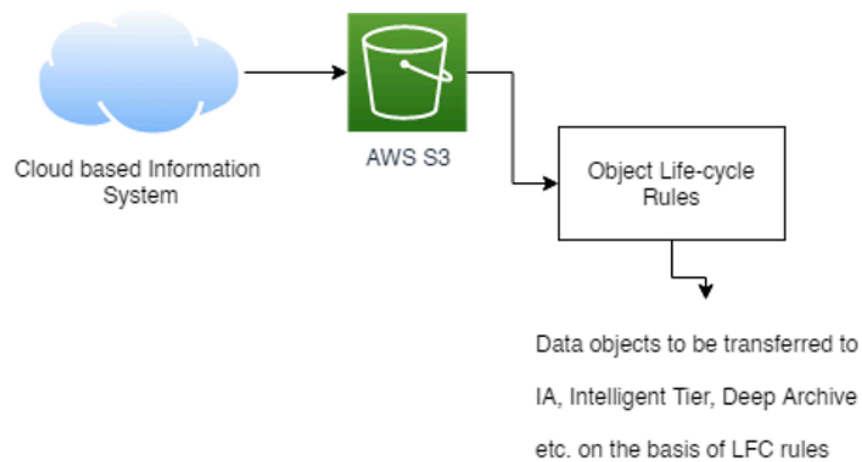 Cloud based Information
System
AWS S3
Object Life-cycle
Rules
Data objects to be transferred to
IA, Intelligent Tier, Deep Archive
etc. on the basis of LFC rules